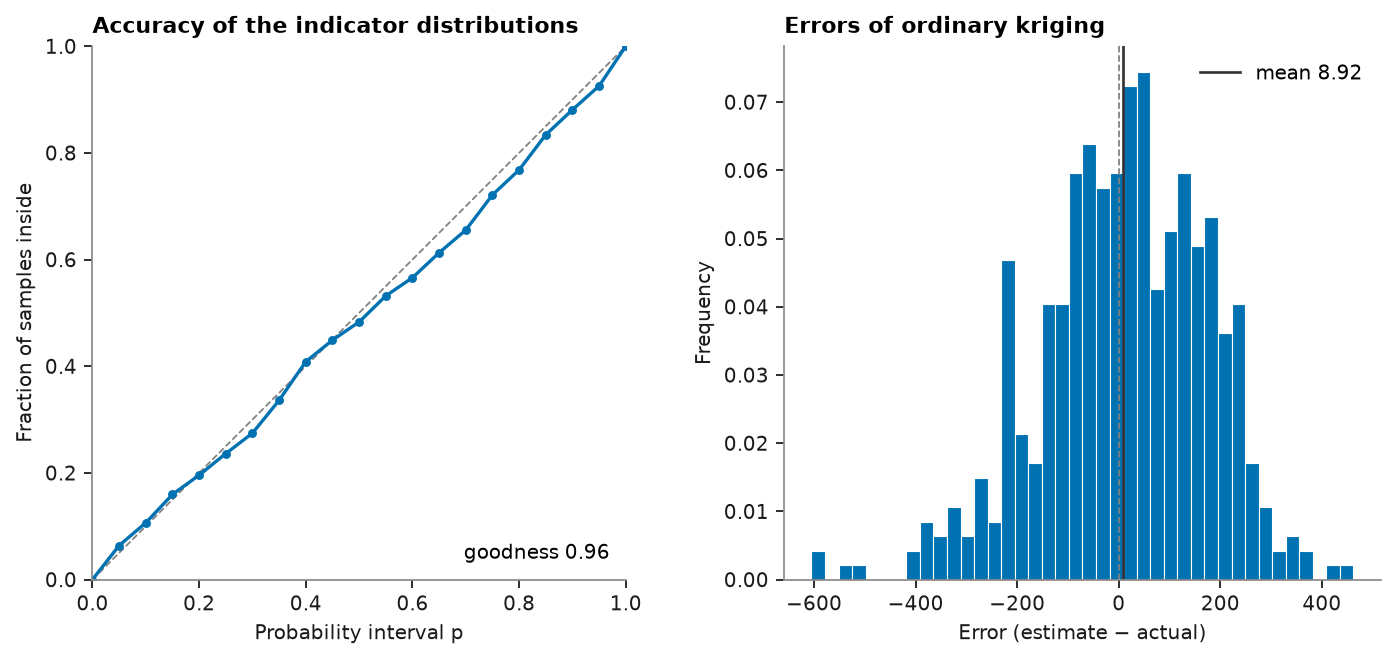 Accuracy of the indicator distributions
1.0
0.8
0.6
0.4
0.2
0.0
Fraction of samples inside
goodness 0.96
0.0 0.2 0.4 0.6 0.8 1.0
Probability interval p
Errors of ordinary kriging
mean 8.92
0.07
0.06
0.05
0.04
0.03
0.02
0.01
0.00
Frequency
−600 −400 −200 0 200 400
Error (estimate − actual)